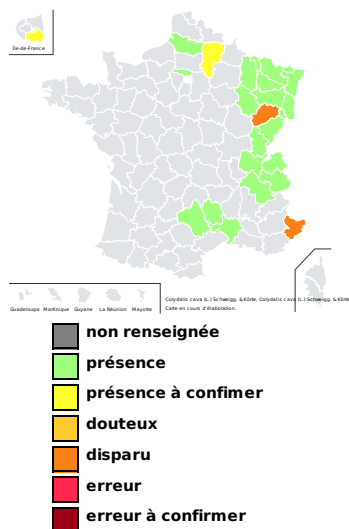 Île-de-France
Guadeloupe Martinique Guyane La Réunion Mayotte
Corydalis cava (L.) Schweigg. & Körte, Corydalis cava (L.) Schweigg. & Körte
Carte en cours d'élaboration.
non renseignée
présence
présence à confimer
douteux
disparu
erreur
erreur à confirmer